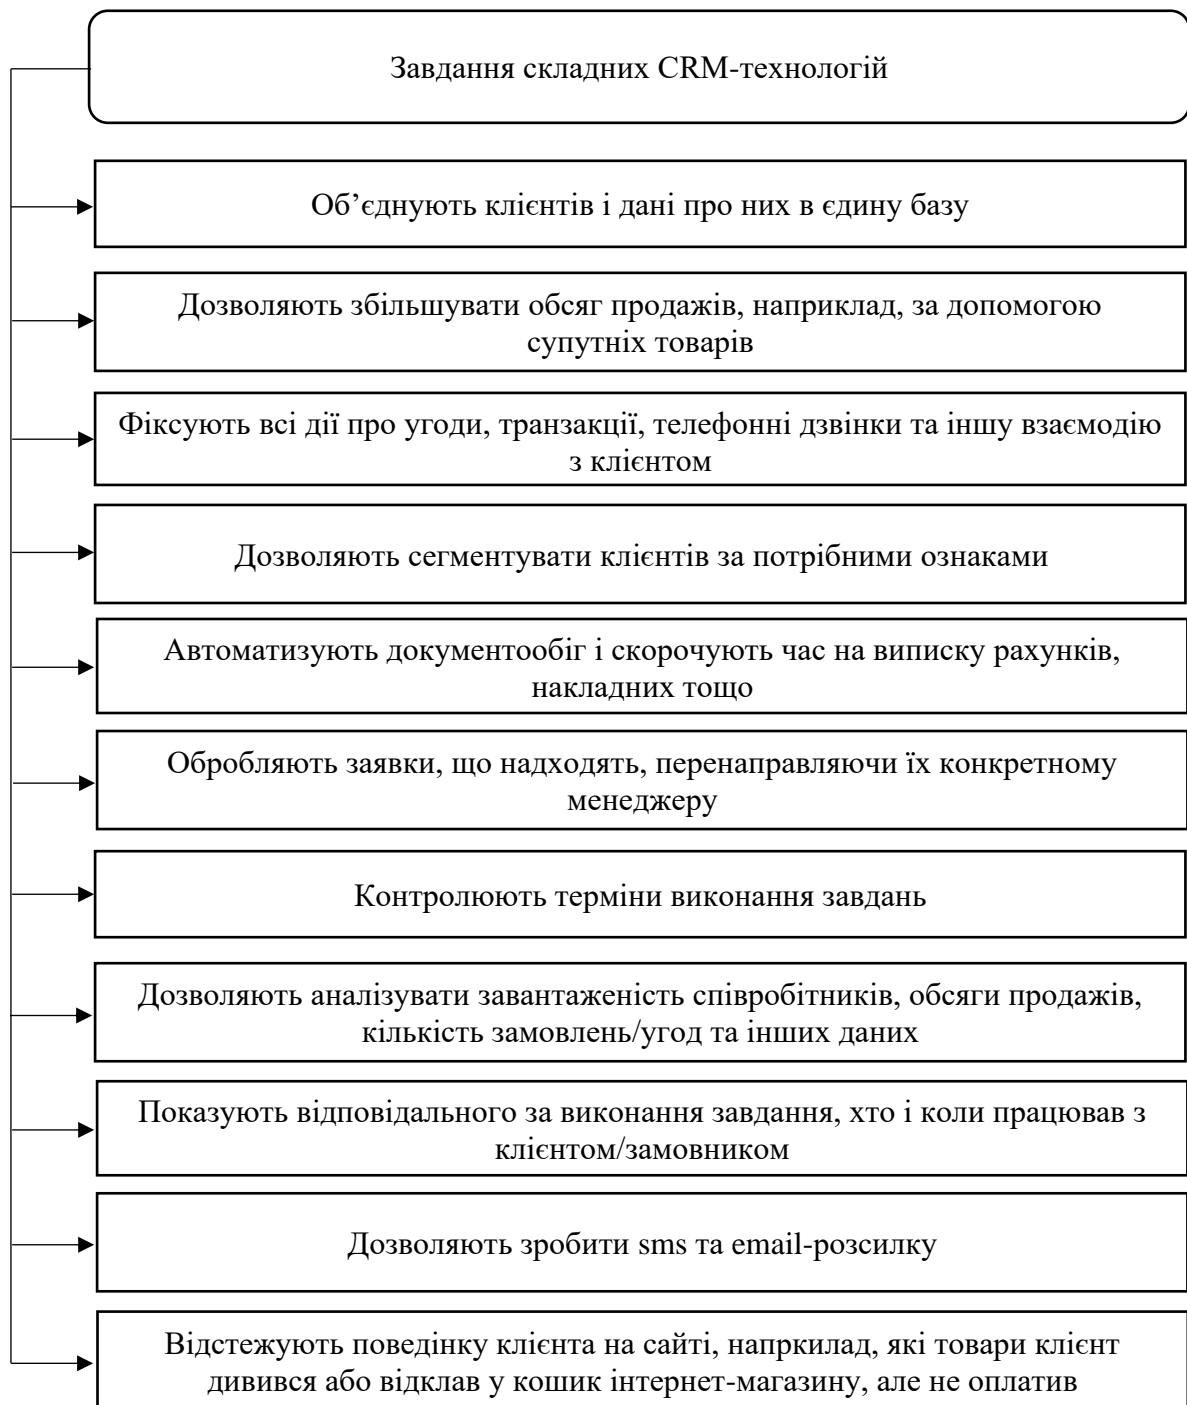 Завдання складних CRM-технологій
Об’єднують клієнтів і дані про них в єдину базу
Дозволяють збільшувати обсяг продажів, наприклад, за допомогою
супутніх товарів
Фіксують всі дії про угоди, транзакції, телефонні дзвінки та іншу взаємодію
з клієнтом
Дозволяють сегментувати клієнтів за потрібними ознаками
Автоматизують документообіг і скорочують час на виписку рахунків,
накладних тощо
Обробляють заявки, що надходять, перенаправляючи їх конкретному
менеджеру
Контролюють терміни виконання завдань
Дозволяють аналізувати завантаженість співробітників, обсяги продажів,
кількість замовлень/угод та інших даних
Показують відповідального за виконання завдання, хто і коли працював з
клієнтом/замовником
Дозволяють зробити sms та email-розсилку
Відстежують поведінку клієнта на сайті, напркилад, які товари клієнт
дивився або відклав у кошик інтернет-магазину, але не оплатив